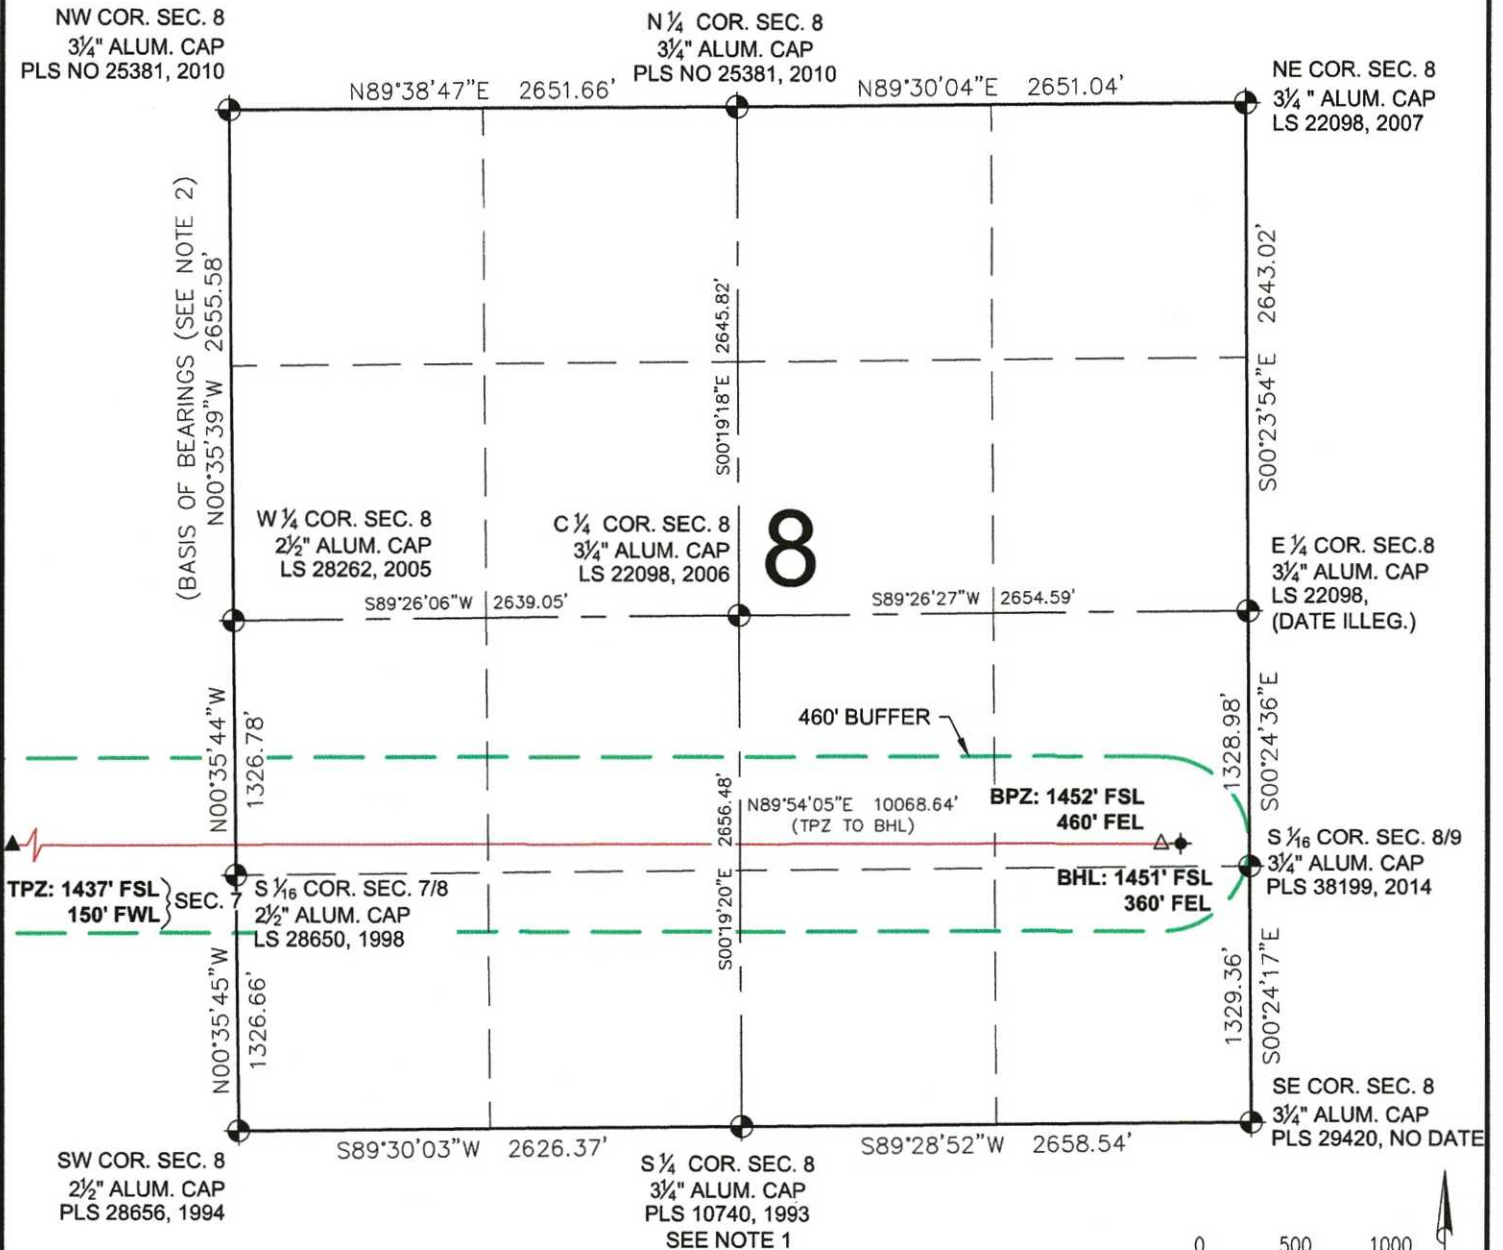 NW COR. SEC. 8
3¼" ALUM. CAP
PLS NO 25381, 2010
N ¼ COR. SEC. 8
3¼" ALUM. CAP
PLS NO 25381, 2010
NE COR. SEC. 8
3¼ " ALUM. CAP
LS 22098, 2007
N89°38'47"E 2651.66'
N89°30'04"E 2651.04'
(BASIS OF BEARINGS (SEE NOTE 2)
N00°35'39"W 2655.58'
S00°19'18"E 2645.82'
S00°23'54"E 2643.02'
W ¼ COR. SEC. 8
2½" ALUM. CAP
LS 28262, 2005
C ¼ COR. SEC. 8
3¼" ALUM. CAP
LS 22098, 2006
8
E ¼ COR. SEC.8
3¼" ALUM. CAP
LS 22098,
(DATE ILLEG.)
S89°26'06"W 2639.05'
S89°26'27"W 2654.59'
N00°35'44"W
1326.78'
460' BUFFER
1328.98'
S00°24'36"E
S00°19'20"E 2656.48'
N89°54'05"E 10068.64'
(TPZ TO BHL)
BPZ: 1452' FSL
460' FEL
BHL: 1451' FSL
360' FEL
S 1⁄16 COR. SEC. 8/9
3¼" ALUM. CAP
PLS 38199, 2014
TPZ: 1437' FSL
150' FWL
SEC. 7
S 1⁄16 COR. SEC. 7/8
2½" ALUM. CAP
LS 28650, 1998
N00°35'45"W
1326.66'
1329.36'
S00°24'17"E
SE COR. SEC. 8
3¼" ALUM. CAP
PLS 29420, NO DATE
S89°30'03"W 2626.37'
S89°28'52"W 2658.54'
SW COR. SEC. 8
2½" ALUM. CAP
PLS 28656, 1994
S ¼ COR. SEC. 8
3¼" ALUM. CAP
PLS 10740, 1993
SEE NOTE 1
0 500 1000